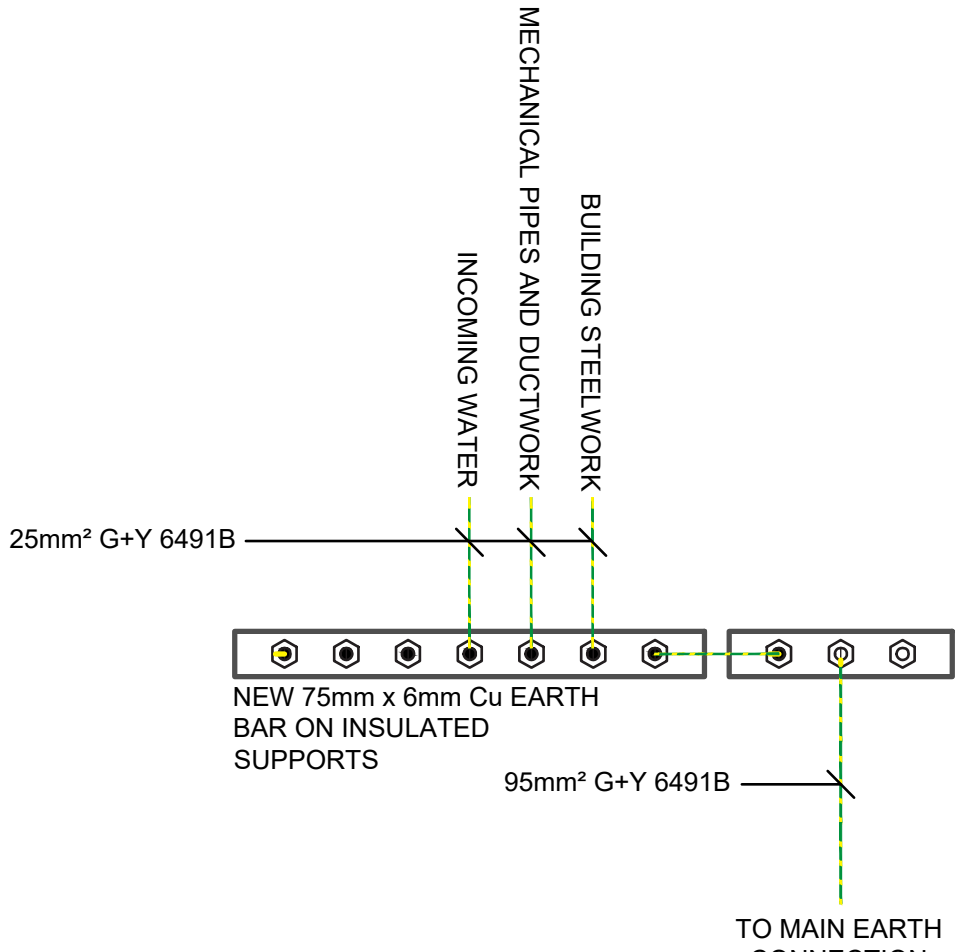 MECHANICAL PIPES AND DUCTWORK
BUILDING STEELWORK
INCOMING WATER
25mm² G+Y 6491B
NEW 75mm x 6mm Cu EARTH
BAR ON INSULATED
SUPPORTS
95mm² G+Y 6491B
TO MAIN EARTH
CONNECTION